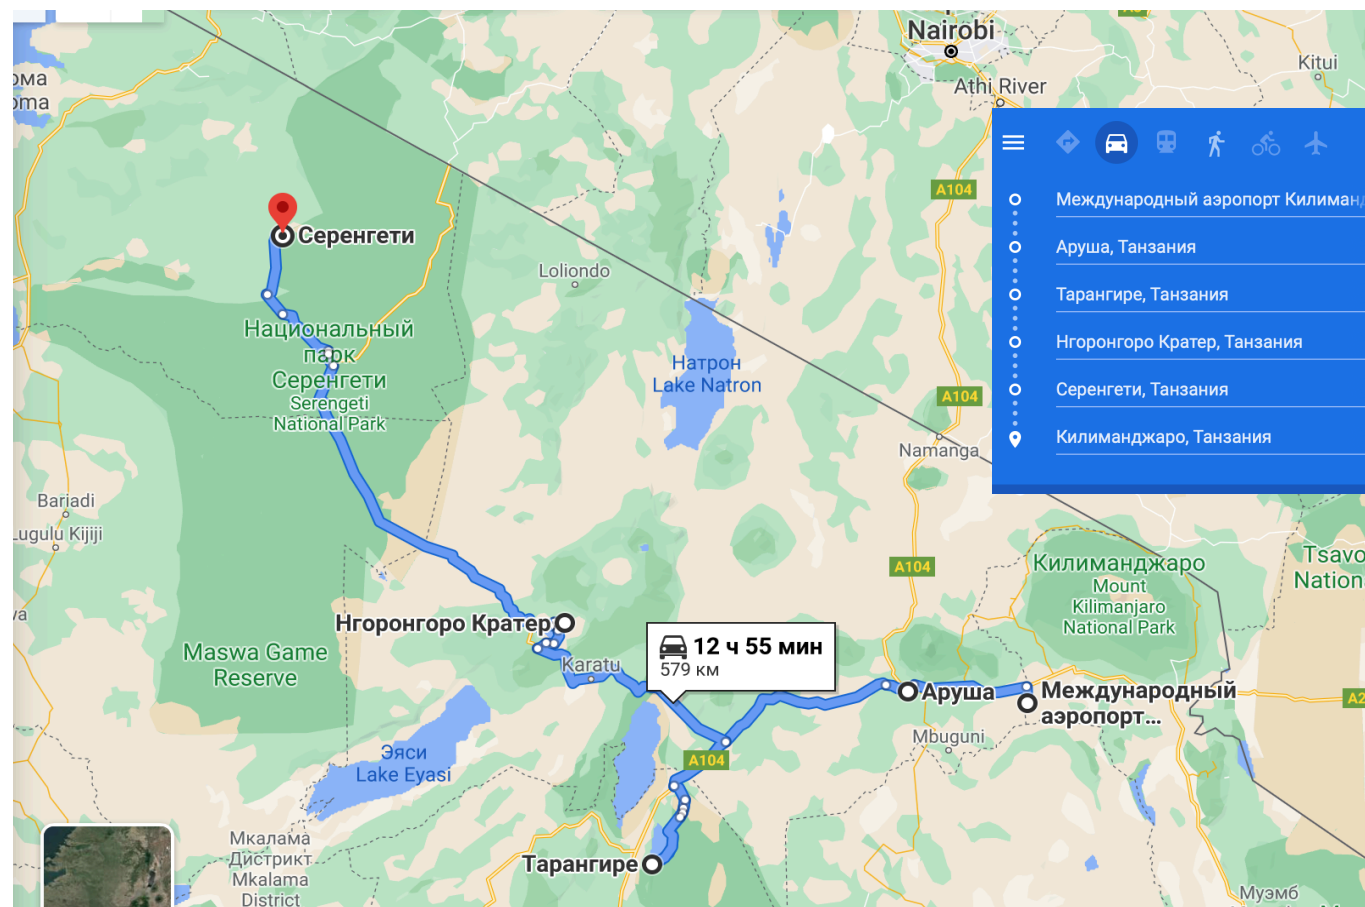 Nairobi
Kitui
Athi River
A104
Международный аэропорт Килиманд
Аруша, Танзания
Тарангире, Танзания
Нгоронгоро Кратер, Танзания
Серенгети, Танзания
Килиманджаро, Танзания
Серенгети
Loliondo
Национальный
парк
Серенгети
Serengeti
National Park
Натрон
Lake Natron
A104
Namanga
Bariadi
Lugulu Kijiji
A104
Килиманджаро
Mount
Kilimanjaro
National Park
Tsavo
Nation
Нгоронгоро Кратер
Maswa Game
Reserve
Karatu
12 ч 55 мин
579 км
Аруша
Международный
аэропорт...
A2
Mbuguni
A104
Эяси
Lake Eyasi
Тарангире
Мкалама
Дистрикт
Mkalama
District
Муэмб